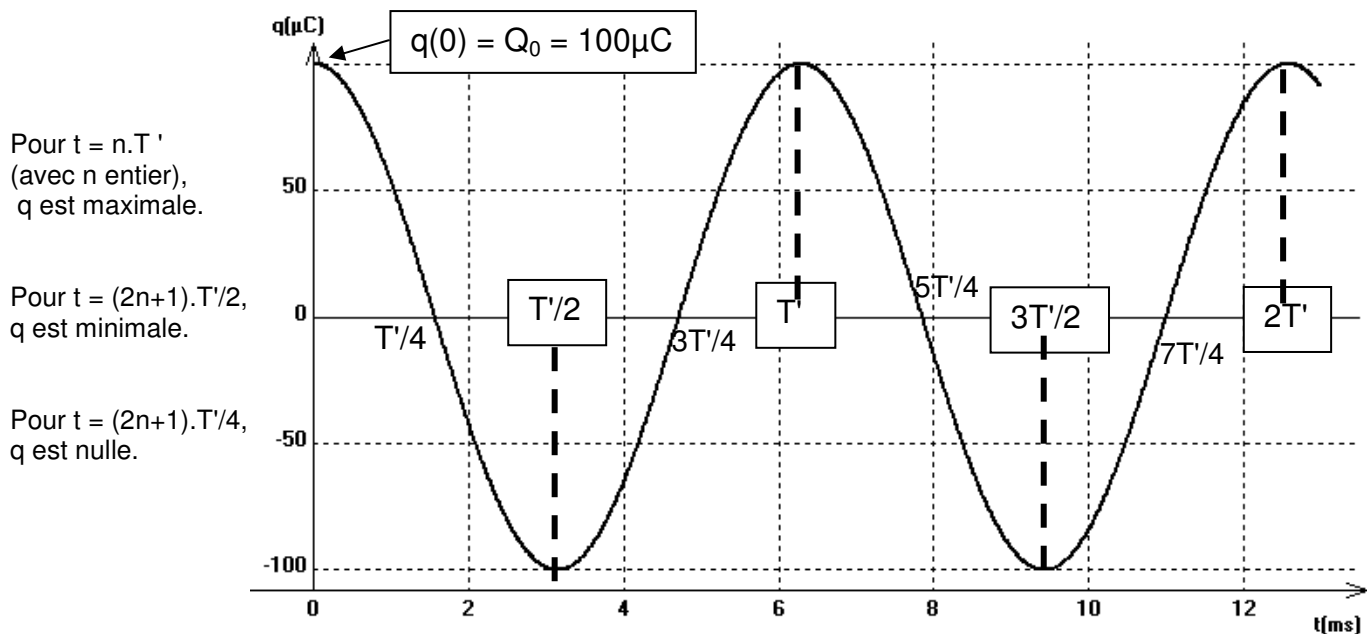 q(µC)
q(0) = Q₀ = 100µC
Pour t = n.T '
(avec n entier),
q est maximale.
50
Pour t = (2n+1).T'/2,
q est minimale.
0
T'/4
T'/2
3T'/4
T'
5T'/4
3T'/2
7T'/4
2T'
Pour t = (2n+1).T'/4,
q est nulle.
-50
-100
0 2 4 6 8 10 12
t(ms)